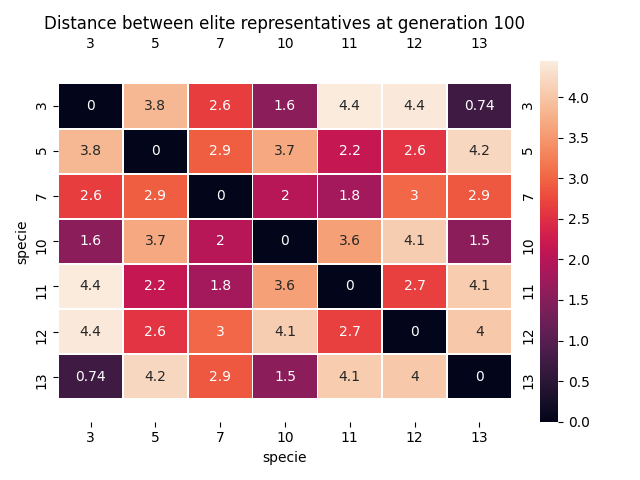 Distance between elite representatives at generation 100
3 5 7 10 11 12 13
3 0 3.8 2.6 1.6 4.4 4.4 0.74 3
5 3.8 0 2.9 3.7 2.2 2.6 4.2 5
7 2.6 2.9 0 2 1.8 3 2.9 7
10 1.6 3.7 2 0 3.6 4.1 1.5 10
11 4.4 2.2 1.8 3.6 0 2.7 4.1 11
12 4.4 2.6 3 4.1 2.7 0 4 12
13 0.74 4.2 2.9 1.5 4.1 4 0 13
specie
3 5 7 10 11 12 13
specie
4.0
3.5
3.0
2.5
2.0
1.5
1.0
0.5
0.0